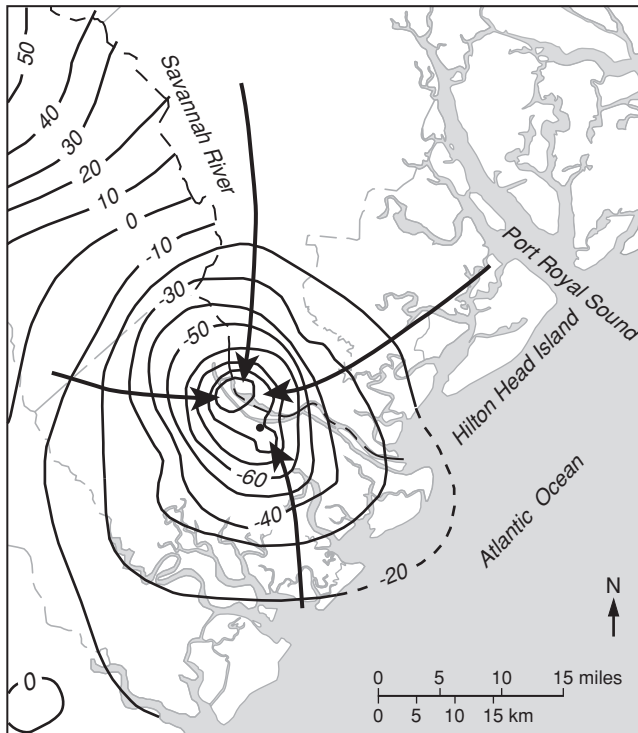 50
40
30
20
10
0
-10
-30
-50
-60
-40
-20
0
Savannah River
Port Royal Sound
Hilton Head Island
Atlantic Ocean
N
0 5 10 15 miles
0 5 10 15 km